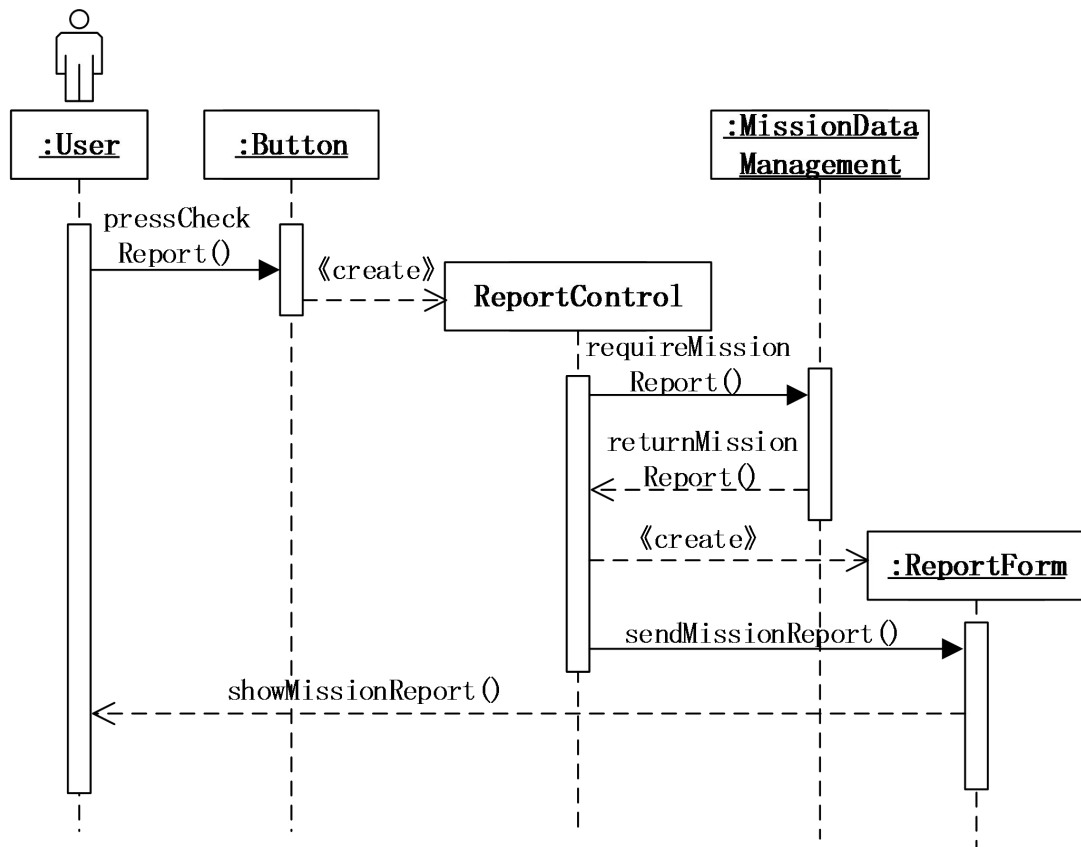 :User
:Button
:MissionData
Management
pressCheck
Report()
《create》
ReportControl
requireMission
Report()
returnMission
Report()
《create》
:ReportForm
sendMissionReport()
showMissionReport()